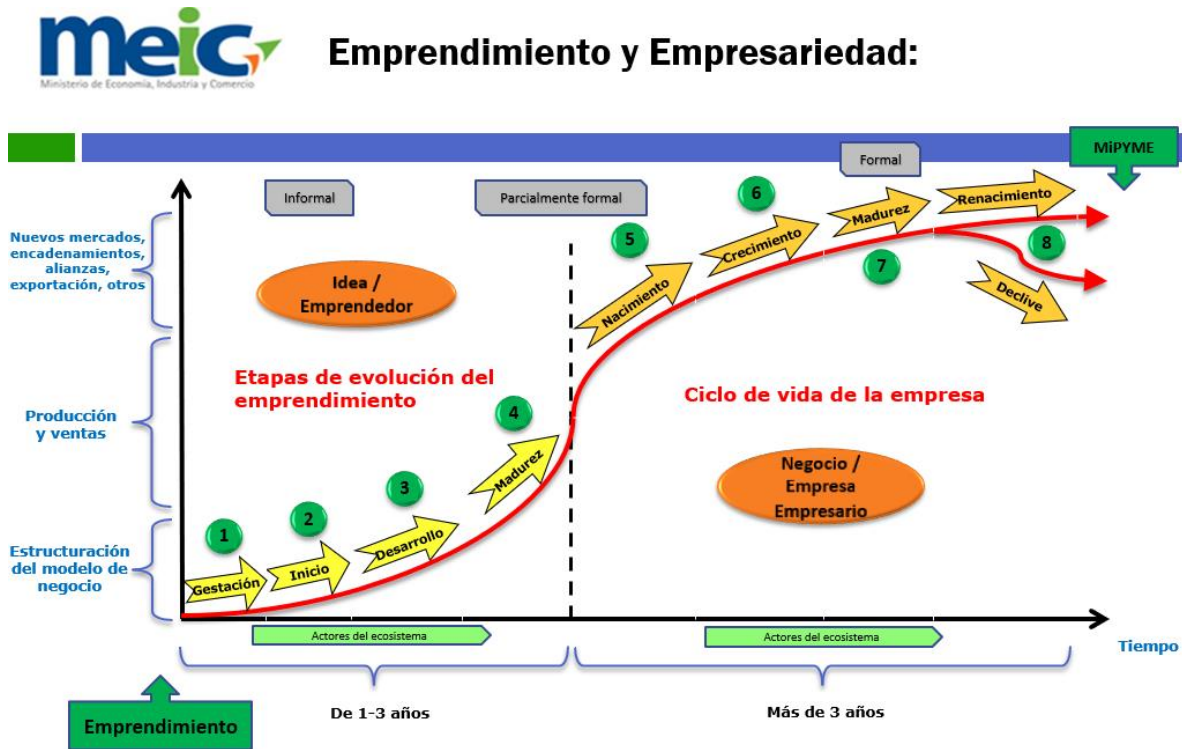 meic
Ministerio de Economía, Industria y Comercio
Emprendimiento y Empresariedad:
MiPYME
Formal
Informal
Parcialmente formal
Nuevos mercados,
encadenamientos,
alianzas,
exportación, otros
Idea /
Emprendedor
5
Nacimiento
6
Crecimiento
Madurez
7
Renacimiento
8
Declive
Etapas de evolución del
emprendimiento
Ciclo de vida de la empresa
Producción
y ventas
4
Madurez
Negocio /
Empresa
Empresario
3
Desarrollo
2
Inicio
1
Gestación
Estructuración
del modelo de
negocio
Actores del ecosistema
Actores del ecosistema
Tiempo
De 1-3 años
Más de 3 años
Emprendimiento